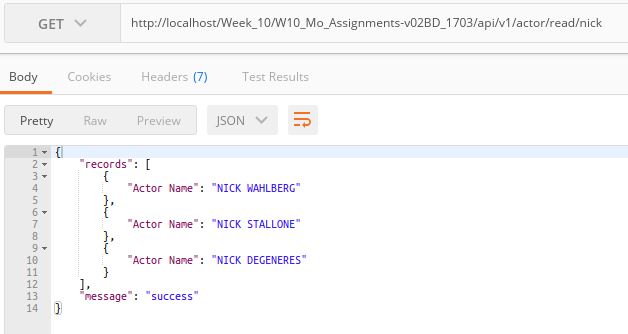 GET http://localhost/Week_10/W10_Mo_Assignments-v02BD_1703/api/v1/actor/read/nick
Body Cookies Headers (7) Test Results
Pretty Raw Preview JSON
1 {
2 "records": [
3 {
4 "Actor Name": "NICK WAHLBERG"
5 },
6 {
7 "Actor Name": "NICK STALLONE"
8 },
9 {
10 "Actor Name": "NICK DEGENERES"
11 }
12 ],
13 "message": "success"
14 }